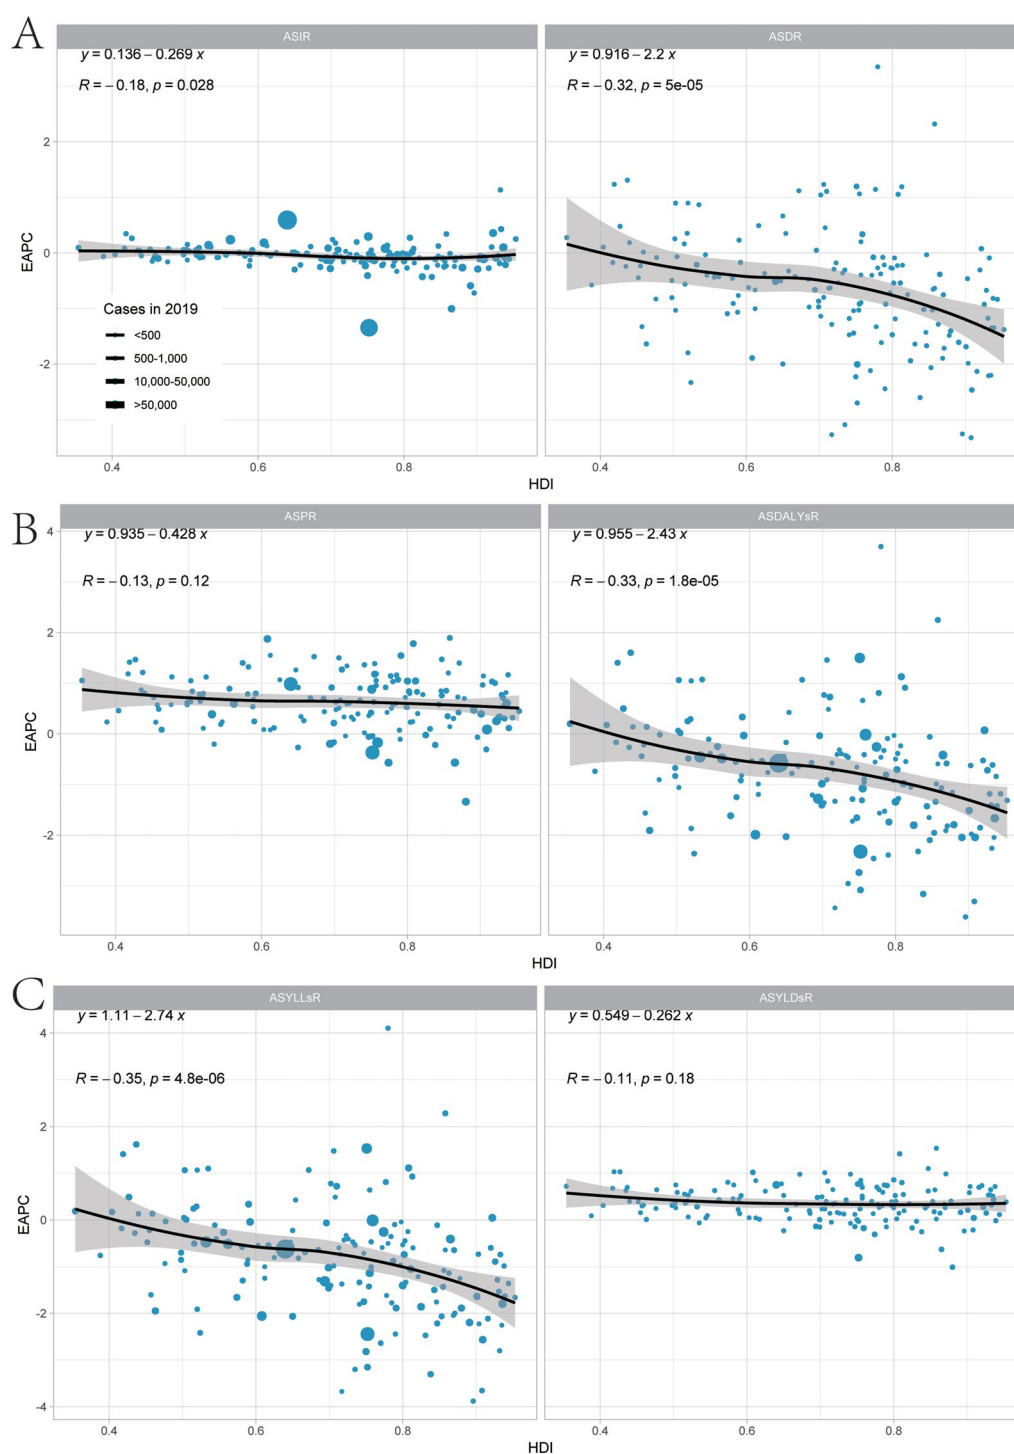 A
ASIR
ASDR
y = 0.136 − 0.269 x
y = 0.916 − 2.2 x
R = − 0.18, p = 0.028
R = − 0.32, p = 5e-05
2
0
-2
EAPC
Cases in 2019
<500
500-1,000
10,000-50,000
>50,000
0.4
0.6
0.8
0.4
0.6
0.8
HDI
B
ASPR
ASDALYsR
y = 0.935 − 0.428 x
y = 0.955 − 2.43 x
R = − 0.13, p = 0.12
R = − 0.33, p = 1.8e-05
4
2
0
-2
EAPC
0.4
0.6
0.8
0.4
0.6
0.8
HDI
C
ASYLLsR
ASYLDsR
y = 1.11 − 2.74 x
y = 0.549 − 0.262 x
R = − 0.35, p = 4.8e-06
R = − 0.11, p = 0.18
4
2
0
-2
-4
EAPC
0.4
0.6
0.8
0.4
0.6
0.8
HDI